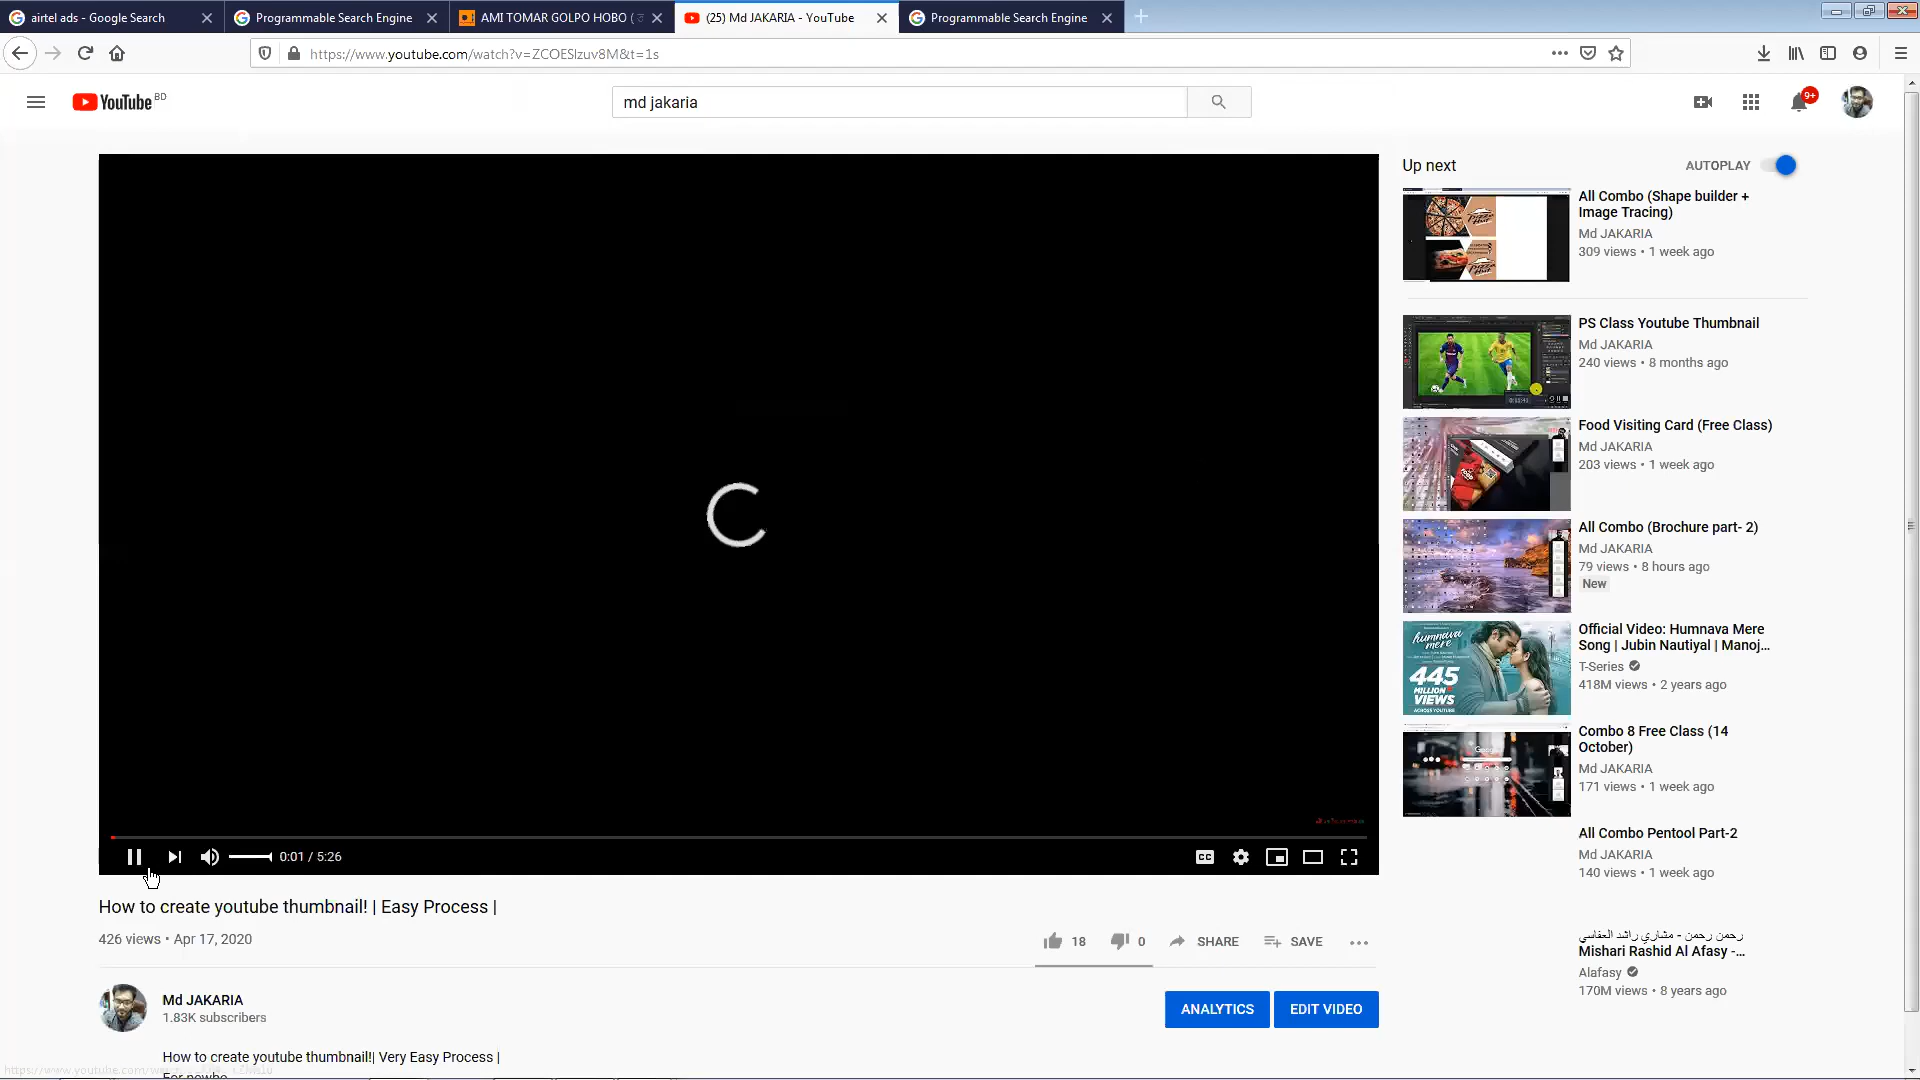 airtel ads - Google Search
Programmable Search Engine
AMI TOMAR GOLPO HOBO (
(25) Md JAKARIA - YouTube
Programmable Search Engine
https://www.youtube.com/watch?v=ZCOESlzuv8M&t=1s
YouTube BD
md jakaria
9+
Up next
AUTOPLAY
All Combo (Shape builder +
Image Tracing)
Md JAKARIA
309 views • 1 week ago
PS Class Youtube Thumbnail
Md JAKARIA
240 views • 8 months ago
Food Visiting Card (Free Class)
Md JAKARIA
203 views • 1 week ago
All Combo (Brochure part- 2)
Md JAKARIA
79 views • 8 hours ago
New
humnava
mere
445
MILLION
VIEWS
ACROSS YOUTUBE
Official Video: Humnava Mere
Song | Jubin Nautiyal | Manoj...
T-Series
418M views • 2 years ago
Combo 8 Free Class (14
October)
Md JAKARIA
171 views • 1 week ago
All Combo Pentool Part-2
Md JAKARIA
140 views • 1 week ago
رحمن رحمن - مشاري راشد العفاسي
Mishari Rashid Al Afasy -...
Alafasy
170M views • 8 years ago
0:01 / 5:26
CC
How to create youtube thumbnail! | Easy Process |
426 views • Apr 17, 2020
18
0
SHARE
SAVE
Md JAKARIA
1.83K subscribers
ANALYTICS
EDIT VIDEO
How to create youtube thumbnail!| Very Easy Process |